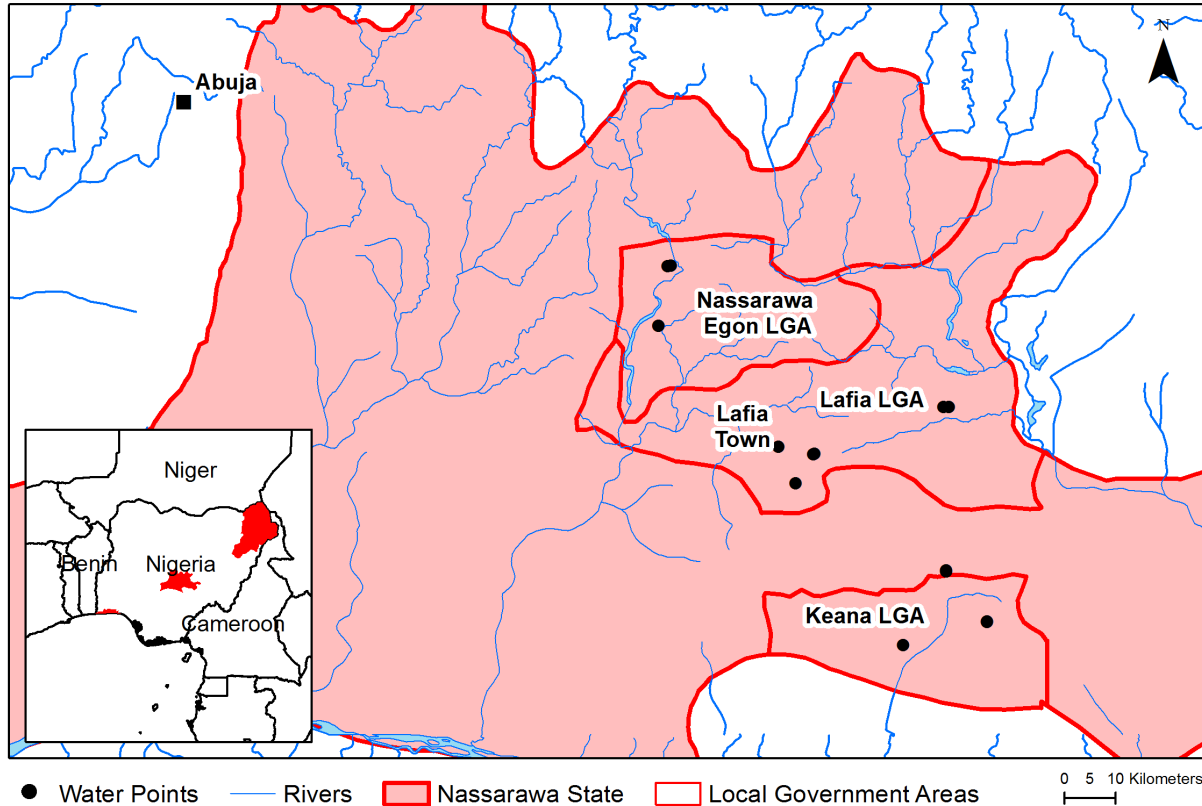 N
Abuja
Nassarawa
Egon LGA
Lafia LGA
Lafia
Town
Keana LGA
Niger
Benin
Nigeria
Cameroon
Water Points
Rivers
Nassarawa State
Local Government Areas
0 5 10 Kilometers